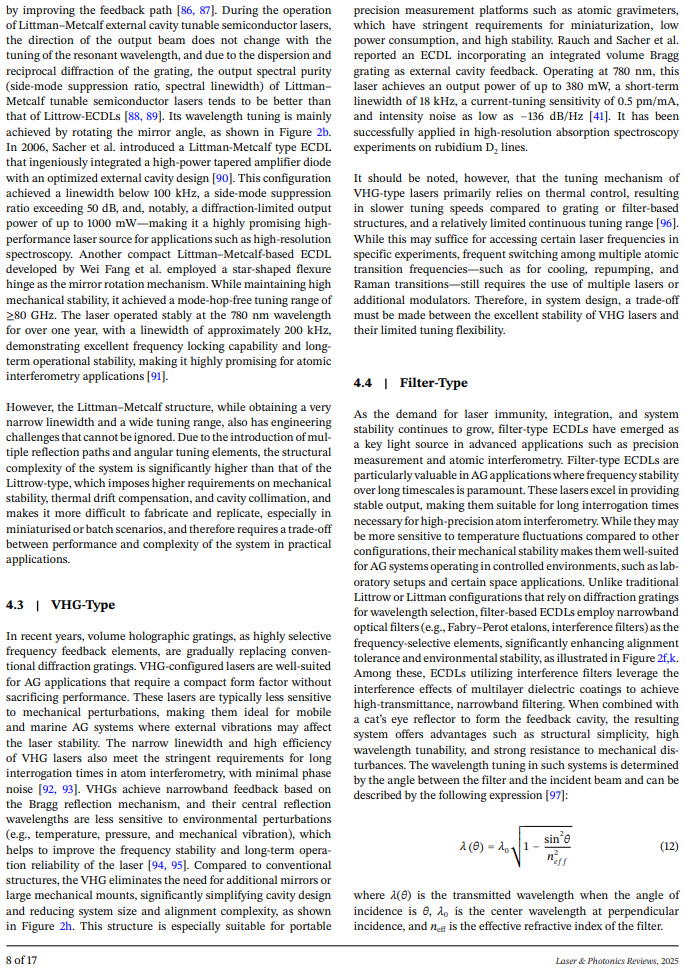 by improving the feedback path [86, 87]. During the operation
of Littman–Metcalf external cavity tunable semiconductor lasers,
the direction of the output beam does not change with the
tuning of the resonant wavelength, and due to the dispersion and
reciprocal diffraction of the grating, the output spectral purity
(side-mode suppression ratio, spectral linewidth) of Littman–
Metcalf tunable semiconductor lasers tends to be better than
that of Littrow-ECDLs [88, 89]. Its wavelength tuning is mainly
achieved by rotating the mirror angle, as shown in Figure 2b.
In 2006, Sacher et al. introduced a Littman-Metcalf type ECDL
that ingeniously integrated a high-power tapered amplifier diode
with an optimized external cavity design [90]. This configuration
achieved a linewidth below 100 kHz, a side-mode suppression
ratio exceeding 50 dB, and, notably, a diffraction-limited output
power of up to 1000 mW—making it a highly promising high-
performance laser source for applications such as high-resolution
spectroscopy. Another compact Littman–Metcalf-based ECDL
developed by Wei Fang et al. employed a star-shaped flexure
hinge as the mirror rotation mechanism. While maintaining high
mechanical stability, it achieved a mode-hop-free tuning range of
≥80 GHz. The laser operated stably at the 780 nm wavelength
for over one year, with a linewidth of approximately 200 kHz,
demonstrating excellent frequency locking capability and long-
term operational stability, making it highly promising for atomic
interferometry applications [91].
However, the Littman–Metcalf structure, while obtaining a very
narrow linewidth and a wide tuning range, also has engineering
challenges that cannot be ignored. Due to the introduction of mul-
tiple reflection paths and angular tuning elements, the structural
complexity of the system is significantly higher than that of the
Littrow-type, which imposes higher requirements on mechanical
stability, thermal drift compensation, and cavity collimation, and
makes it more difficult to fabricate and replicate, especially in
miniaturised or batch scenarios, and therefore requires a trade-off
between performance and complexity of the system in practical
applications.
4.3 | VHG-Type
In recent years, volume holographic gratings, as highly selective
frequency feedback elements, are gradually replacing conven-
tional diffraction gratings. VHG-configured lasers are well-suited
for AG applications that require a compact form factor without
sacrificing performance. These lasers are typically less sensitive
to mechanical perturbations, making them ideal for mobile
and marine AG systems where external vibrations may affect
the laser stability. The narrow linewidth and high efficiency
of VHG lasers also meet the stringent requirements for long
interrogation times in atom interferometry, with minimal phase
noise [92, 93]. VHGs achieve narrowband feedback based on
the Bragg reflection mechanism, and their central reflection
wavelengths are less sensitive to environmental perturbations
(e.g., temperature, pressure, and mechanical vibration), which
helps to improve the frequency stability and long-term opera-
tion reliability of the laser [94, 95]. Compared to conventional
structures, the VHG eliminates the need for additional mirrors or
large mechanical mounts, significantly simplifying cavity design
and reducing system size and alignment complexity, as shown
in Figure 2h. This structure is especially suitable for portable
precision measurement platforms such as atomic gravimeters,
which have stringent requirements for miniaturization, low
power consumption, and high stability. Rauch and Sacher et al.
reported an ECDL incorporating an integrated volume Bragg
grating as external cavity feedback. Operating at 780 nm, this
laser achieves an output power of up to 380 mW, a short-term
linewidth of 18 kHz, a current-tuning sensitivity of 0.5 pm/mA,
and intensity noise as low as −136 dB/Hz [41]. It has been
successfully applied in high-resolution absorption spectroscopy
experiments on rubidium D₂ lines.
It should be noted, however, that the tuning mechanism of
VHG-type lasers primarily relies on thermal control, resulting
in slower tuning speeds compared to grating or filter-based
structures, and a relatively limited continuous tuning range [96].
While this may suffice for accessing certain laser frequencies in
specific experiments, frequent switching among multiple atomic
transition frequencies—such as for cooling, repumping, and
Raman transitions—still requires the use of multiple lasers or
additional modulators. Therefore, in system design, a trade-off
must be made between the excellent stability of VHG lasers and
their limited tuning flexibility.
4.4 | Filter-Type
As the demand for laser immunity, integration, and system
stability continues to grow, filter-type ECDLs have emerged as
a key light source in advanced applications such as precision
measurement and atomic interferometry. Filter-type ECDLs are
particularly valuable in AG applications where frequency stability
over long timescales is paramount. These lasers excel in providing
stable output, making them suitable for long interrogation times
necessary for high-precision atom interferometry. While they may
be more sensitive to temperature fluctuations compared to other
configurations, their mechanical stability makes them well-suited
for AG systems operating in controlled environments, such as lab-
oratory setups and certain space applications. Unlike traditional
Littrow or Littman configurations that rely on diffraction gratings
for wavelength selection, filter-based ECDLs employ narrowband
optical filters (e.g., Fabry–Perot etalons, interference filters) as the
frequency-selective elements, significantly enhancing alignment
tolerance and environmental stability, as illustrated in Figure 2f,k.
Among these, ECDLs utilizing interference filters leverage the
interference effects of multilayer dielectric coatings to achieve
high-transmittance, narrowband filtering. When combined with
a cat's eye reflector to form the feedback cavity, the resulting
system offers advantages such as structural simplicity, high
wavelength tunability, and strong resistance to mechanical dis-
turbances. The wavelength tuning in such systems is determined
by the angle between the filter and the incident beam and can be
described by the following expression [97]:
λ (θ) = λ₀ √(1 − sin²θ / n²eff) (12)
where λ(θ) is the transmitted wavelength when the angle of
incidence is θ, λ₀ is the center wavelength at perpendicular
incidence, and neff is the effective refractive index of the filter.
8 of 17
Laser & Photonics Reviews, 2025